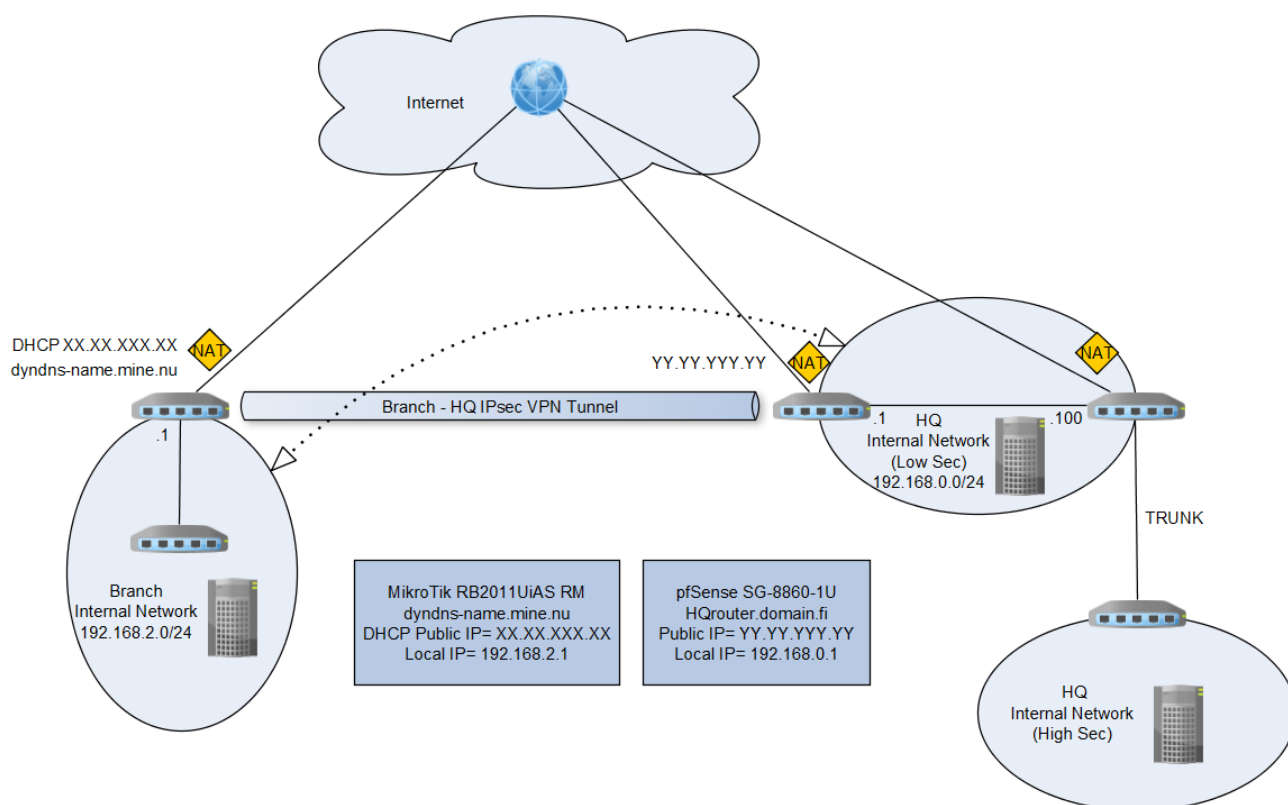 Internet
DHCP XX.XX.XXX.XX
dyndns-name.mine.nu
NAT
YY.YY.YYY.YY
NAT
NAT
Branch - HQ IPsec VPN Tunnel
.1
.1
HQ
Internal Network
(Low Sec)
192.168.0.0/24
.100
TRUNK
Branch
Internal Network
192.168.2.0/24
MikroTik RB2011UiAS RM
dyndns-name.mine.nu
DHCP Public IP= XX.XX.XXX.XX
Local IP= 192.168.2.1
pfSense SG-8860-1U
HQrouter.domain.fi
Public IP= YY.YY.YYY.YY
Local IP= 192.168.0.1
HQ
Internal Network
(High Sec)